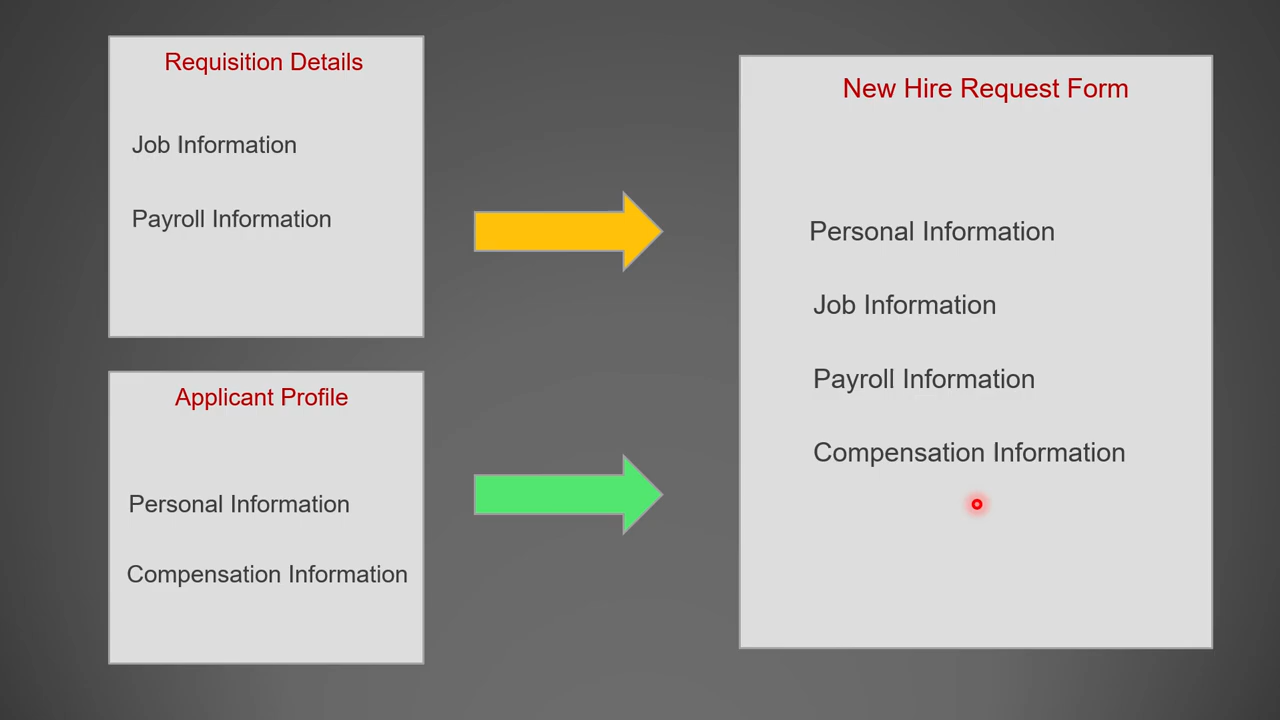 Requisition Details
Job Information
Payroll Information
Applicant Profile
Personal Information
Compensation Information
New Hire Request Form
Personal Information
Job Information
Payroll Information
Compensation Information